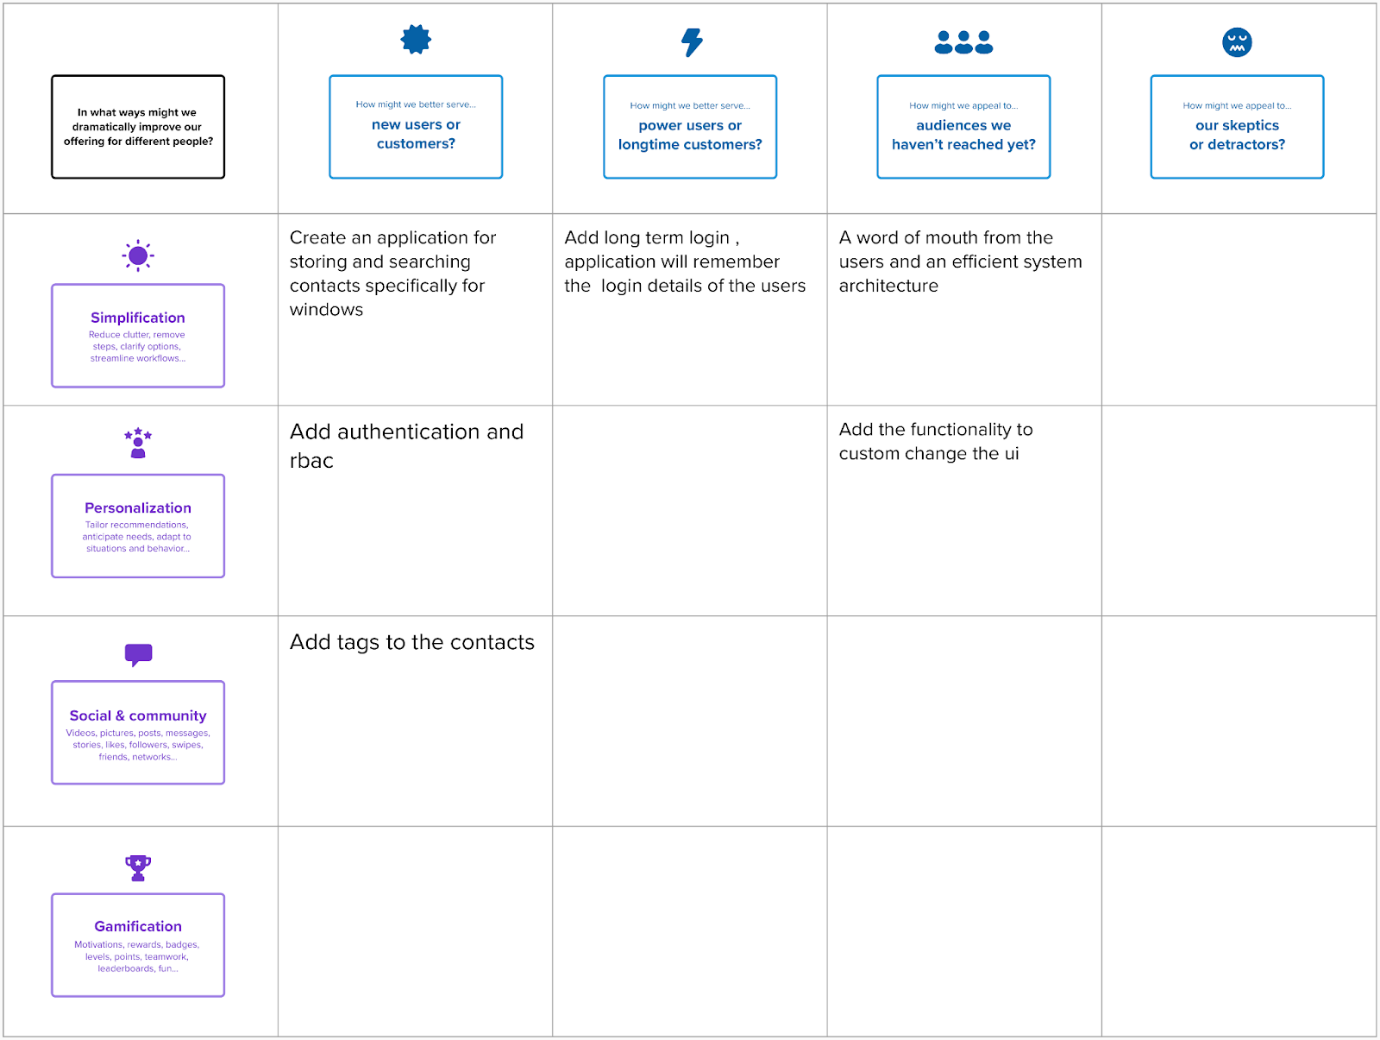 In what ways might we
dramatically improve our
offering for different people?
How might we better serve...
new users or
customers?
How might we better serve...
power users or
longtime customers?
How might we appeal to...
audiences we
haven't reached yet?
How might we appeal to...
our skeptics
or detractors?
Simplification
Reduce clutter, remove
steps, clarify options,
streamline workflows...
Create an application for
storing and searching
contacts specifically for
windows
Add long term login ,
application will remember
the  login details of the users
A word of mouth from the
users and an efficient system
architecture
Personalization
Tailor recommendations,
anticipate needs, adapt to
situations and behavior...
Add authentication and
rbac
Add the functionality to
custom change the ui
Social & community
Videos, pictures, posts, messages,
stories, likes, followers, swipes,
friends, networks...
Add tags to the contacts
Gamification
Motivations, rewards, badges,
levels, points, teamwork,
leaderboards, fun...